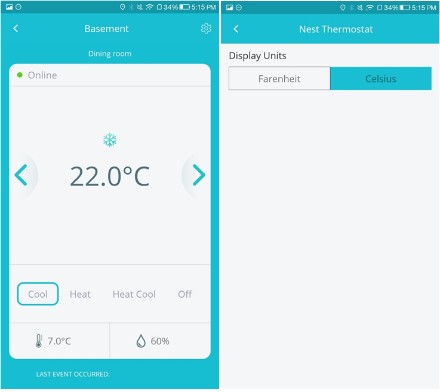 34% 5:15 PM
Basement
Dining room
Online
22.0°C
Cool Heat Heat Cool Off
7.0°C 60%
LAST EVENT OCCURRED:
34% 5:15 PM
Nest Thermostat
Display Units
Farenheit Celsius